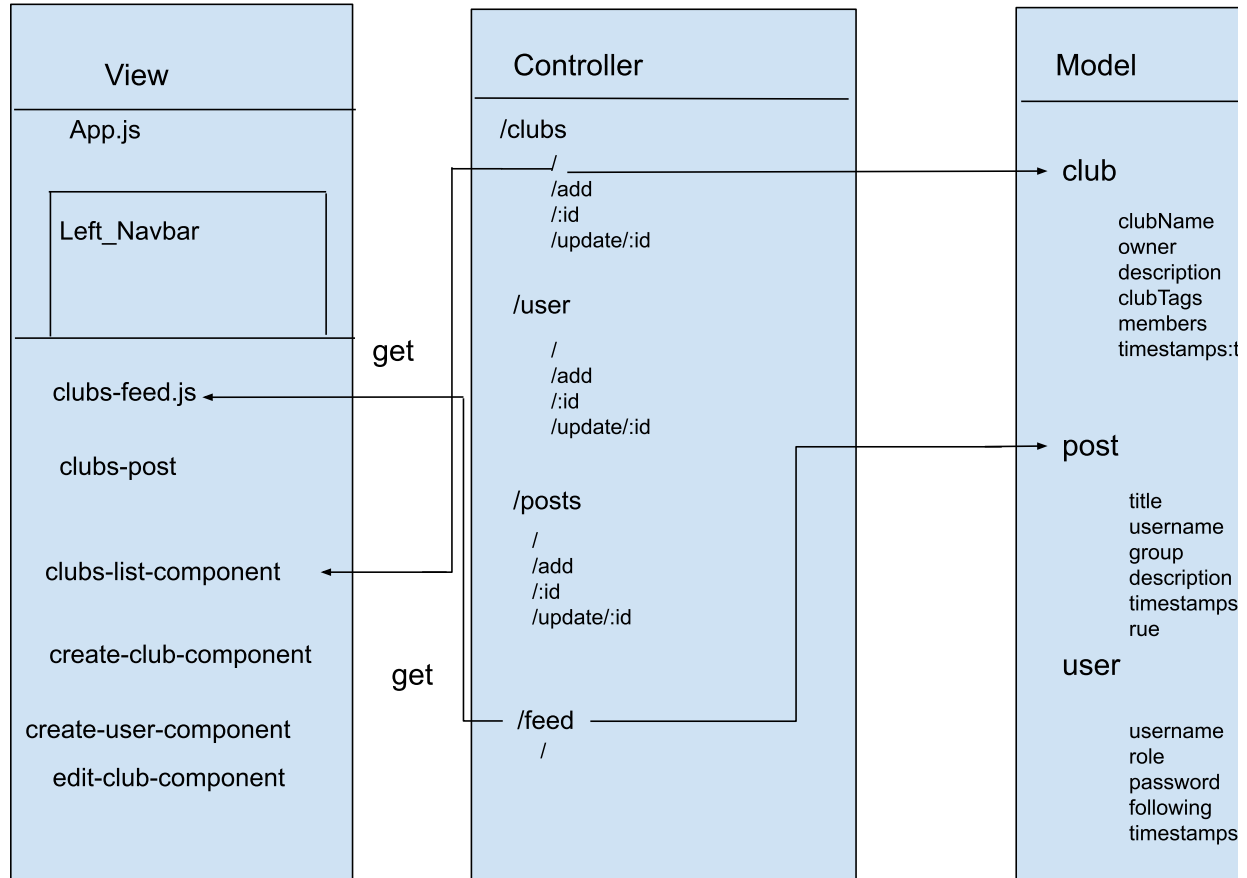 View
App.js
Left_Navbar
clubs-feed.js
clubs-post
clubs-list-component
create-club-component
create-user-component
edit-club-component
get
get
Controller
/clubs
/
/add
/:id
/update/:id
/user
/
/add
/:id
/update/:id
/posts
/
/add
/:id
/update/:id
/feed
/
Model
club
clubName
owner
description
clubTags
members
timestamps:t
post
title
username
group
description
timestamps
rue
user
username
role
password
following
timestamps